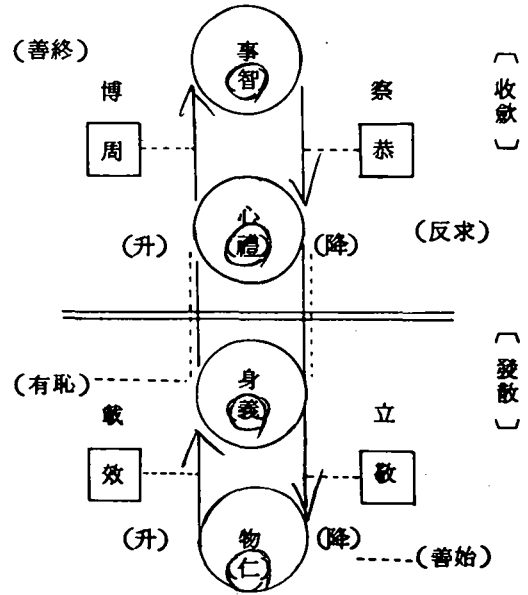 (善終)
事
智
博
察
〔收斂〕
周
恭
心
禮
(升)
(降)
(反求)
(有恥)
身
義
〔發散〕
載
立
效
敬
(升)
物
仁
(降)
(善始)